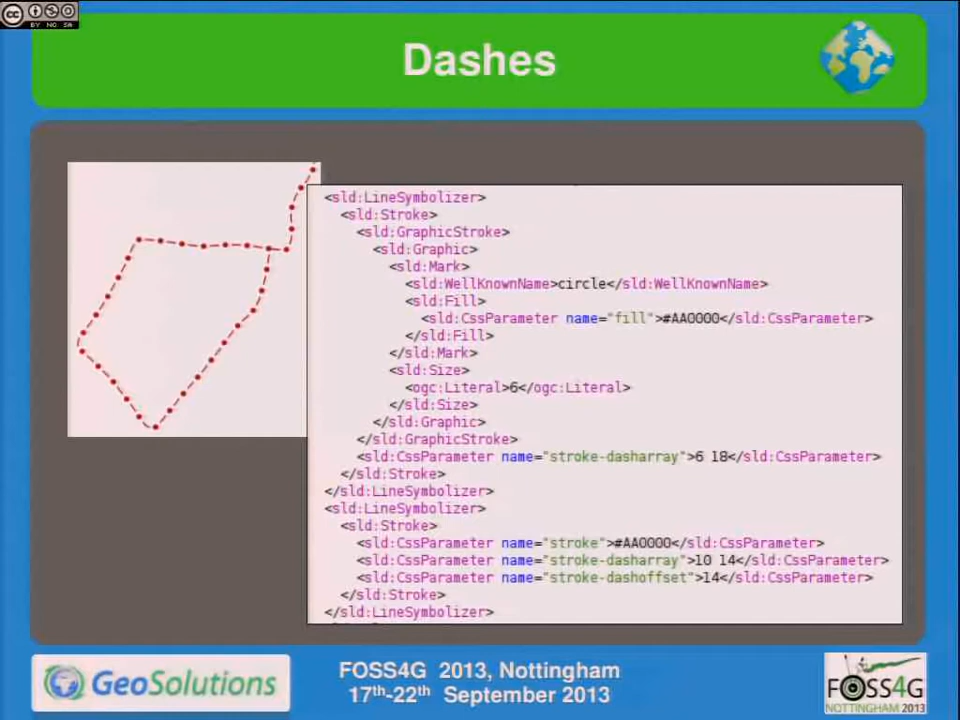 cc
BY NC SA
Dashes
<sld:LineSymbolizer>
<sld:Stroke>
<sld:GraphicStroke>
<sld:Graphic>
<sld:Mark>
<sld:WellKnownName>circle</sld:WellKnownName>
<sld:Fill>
<sld:CssParameter name="fill">#AA0000</sld:CssParameter>
</sld:Fill>
</sld:Mark>
<sld:Size>
<ogc:Literal>6</ogc:Literal>
</sld:Size>
</sld:Graphic>
</sld:GraphicStroke>
<sld:CssParameter name="stroke-dasharray">6 18</sld:CssParameter>
</sld:Stroke>
</sld:LineSymbolizer>
<sld:LineSymbolizer>
<sld:Stroke>
<sld:CssParameter name="stroke">#AA0000</sld:CssParameter>
<sld:CssParameter name="stroke-dasharray">10 14</sld:CssParameter>
<sld:CssParameter name="stroke-dashoffset">14</sld:CssParameter>
</sld:Stroke>
</sld:LineSymbolizer>
GeoSolutions
FOSS4G 2013, Nottingham
17th-22th September 2013
FOSS4G
NOTTINGHAM 2013